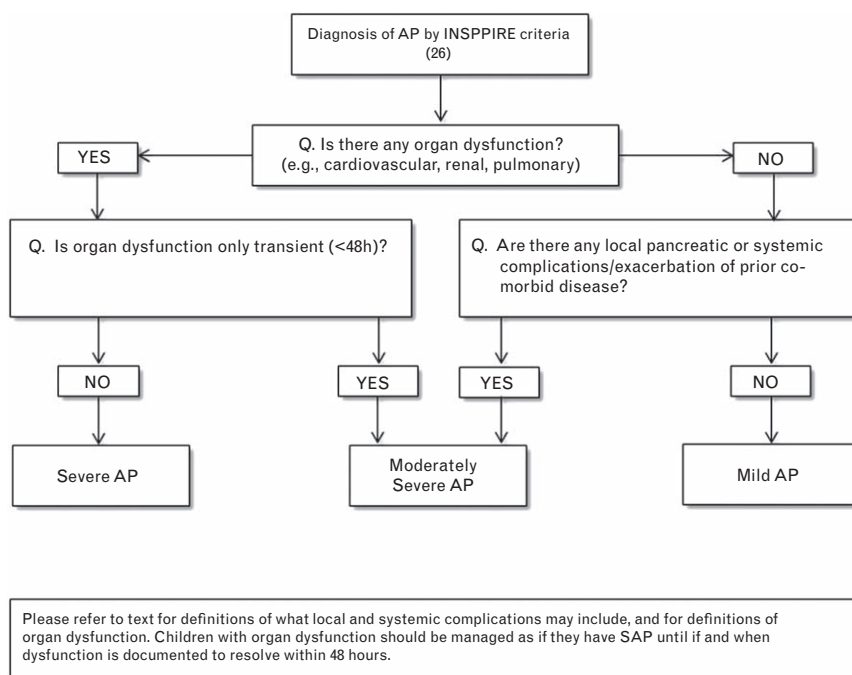 Diagnosis of AP by INSPPIRE criteria
(26)
Q. Is there any organ dysfunction?
(e.g., cardiovascular, renal, pulmonary)
YES
NO
Q. Is organ dysfunction only transient (<48h)?
Q. Are there any local pancreatic or systemic
complications/exacerbation of prior co-
morbid disease?
NO
YES
YES
NO
Severe AP
Moderately
Severe AP
Mild AP
Please refer to text for definitions of what local and systemic complications may include, and for definitions of
organ dysfunction. Children with organ dysfunction should be managed as if they have SAP until if and when
dysfunction is documented to resolve within 48 hours.